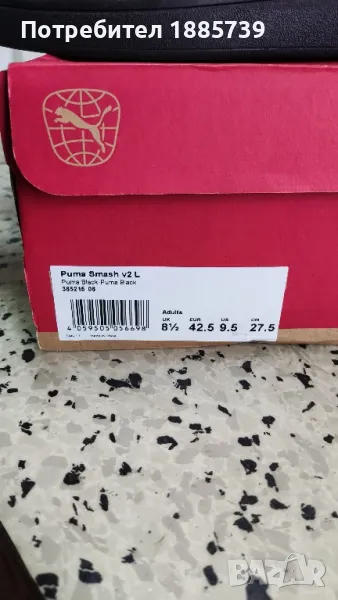 Потребител 1885739
Puma Smash v2 L
Puma Black-Puma Black
365215 06
Adults
UK EUR US CM
8½ 42.5 9.5 27.5
4 059505 056698
BAZAR